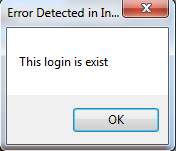 Error Detected in In...
This login is exist
OK